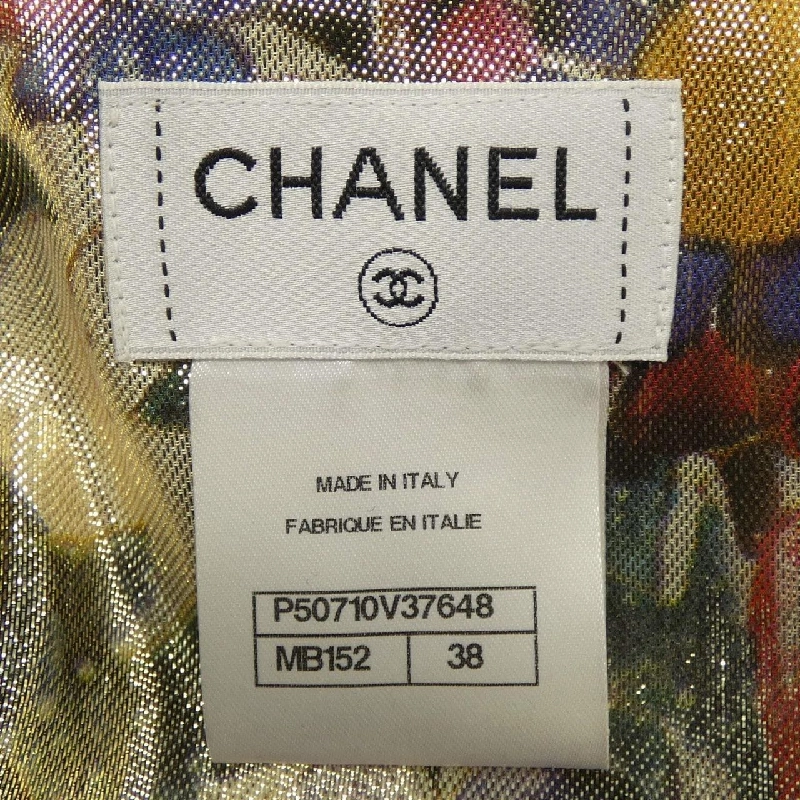 CHANEL
MADE IN ITALY
FABRIQUE EN ITALIE
P50710V37648
MB152 38